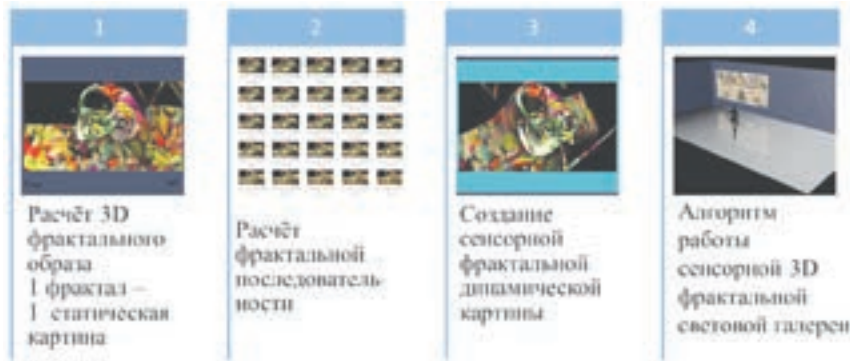 1
2
3
4
Расчёт 3D
фрактального
образа
1 фрактал –
1 статическая
картина
Расчёт
фрактальной
последователь-
ности
Создание
сенсорной
фрактальной
динамической
картины
Алгоритм
работы
сенсорной 3D
фрактальной
световой галереи